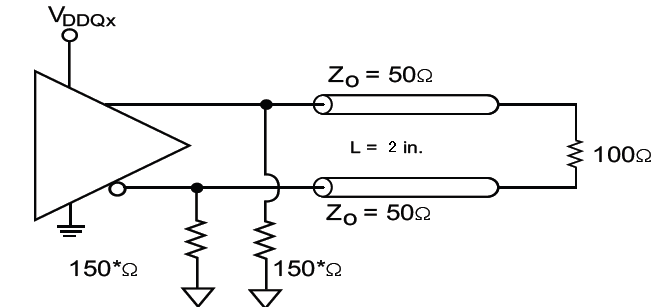 VDDQx
ZO = 50Ω
L = 2 in.
100Ω
ZO = 50Ω
150*Ω
150*Ω